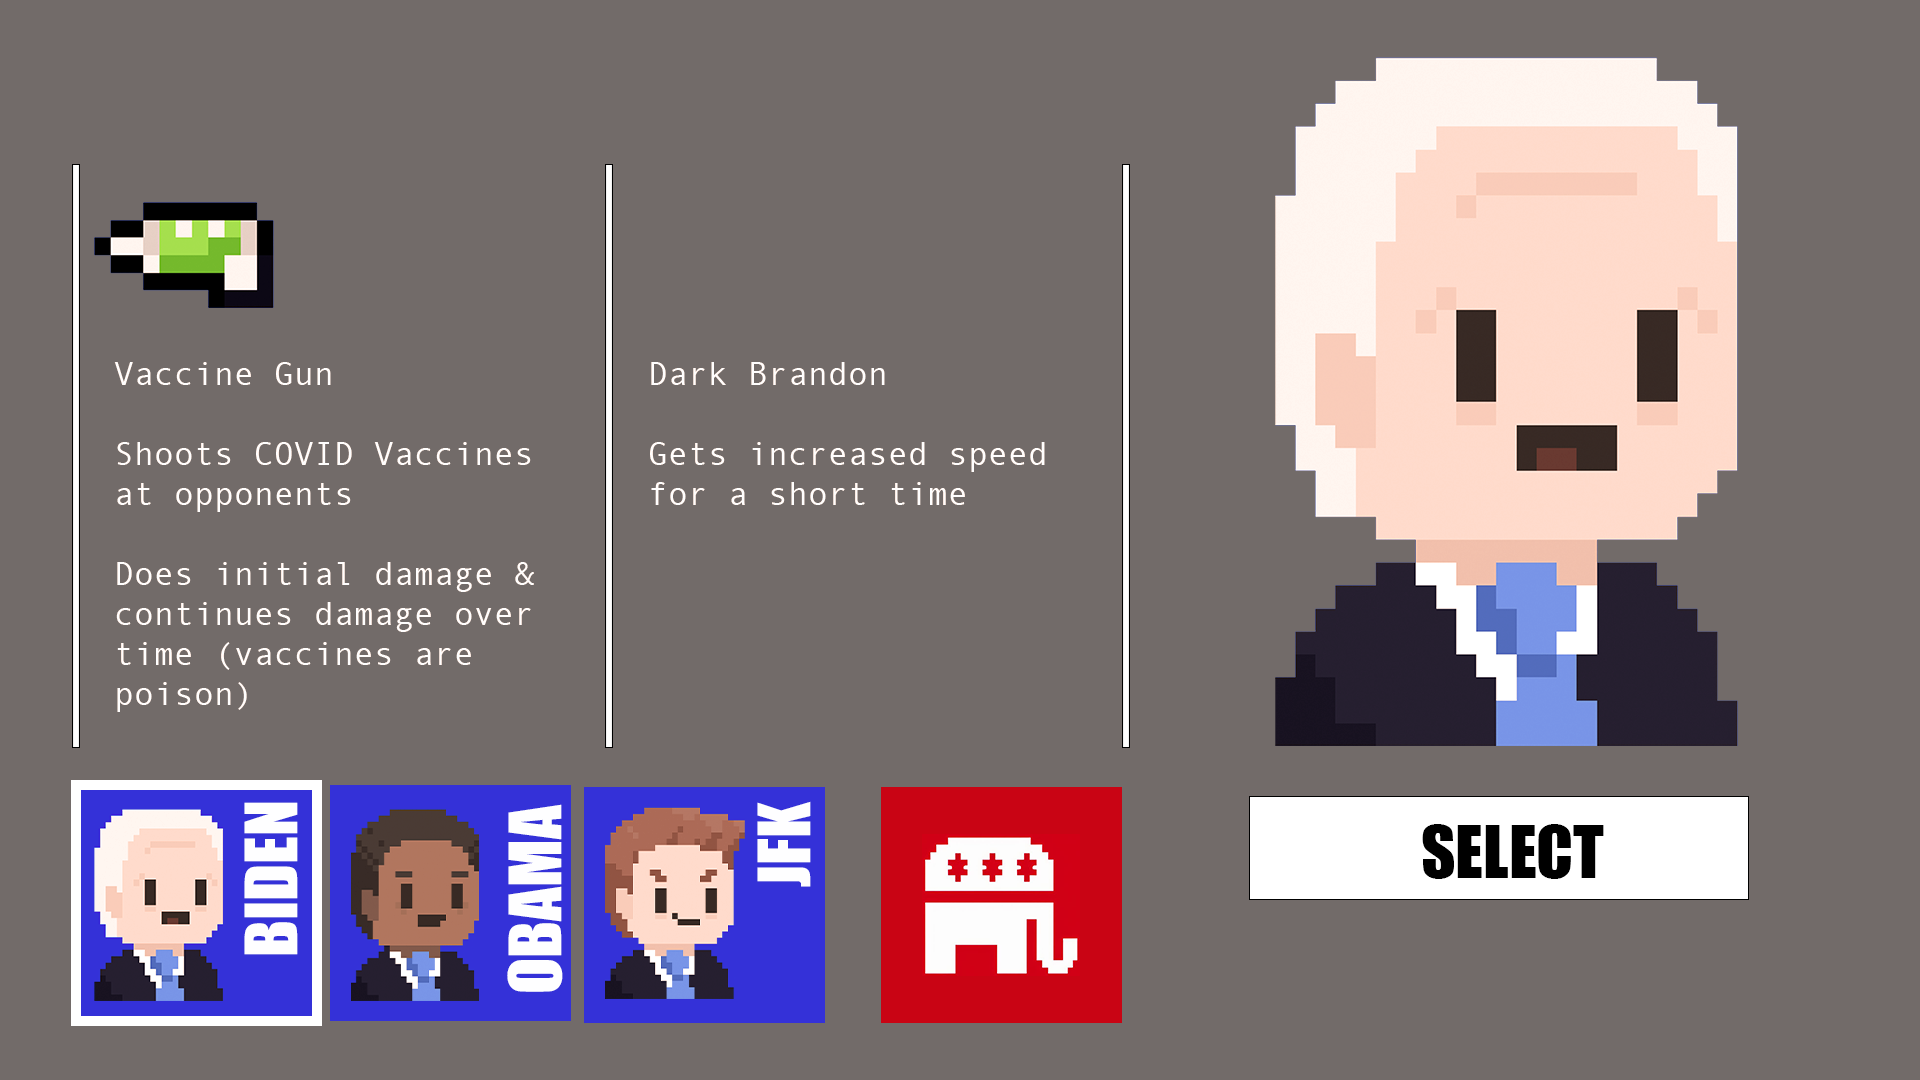 Vaccine Gun
Shoots COVID Vaccines
at opponents
Does initial damage &
continues damage over
time (vaccines are
poison)
Dark Brandon
Gets increased speed
for a short time
BIDEN
OBAMA
JFK
SELECT